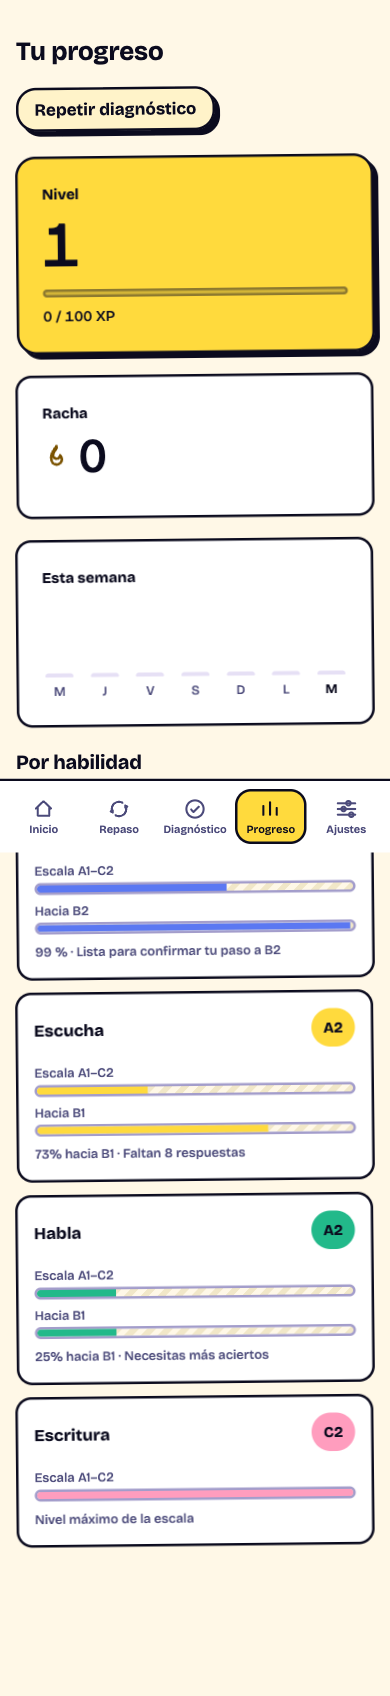 Tu progreso
Repetir diagnóstico
Nivel
1
0 / 100 XP
Racha
0
Esta semana
M J V S D L M
Por habilidad
Inicio Repaso Diagnóstico Progreso Ajustes
Escala A1–C2
Hacia B2
99 % · Lista para confirmar tu paso a B2
Escucha A2
Escala A1–C2
Hacia B1
73% hacia B1 · Faltan 8 respuestas
Habla A2
Escala A1–C2
Hacia B1
25% hacia B1 · Necesitas más aciertos
Escritura C2
Escala A1–C2
Nivel máximo de la escala